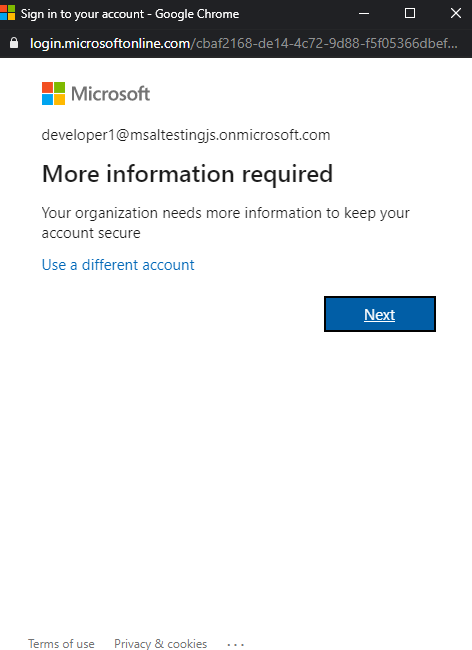 Sign in to your account - Google Chrome
login.microsoftonline.com/cbaf2168-de14-4c72-9d88-f5f05366dbef...
Microsoft
developer1@msaltestingjs.onmicrosoft.com
More information required
Your organization needs more information to keep your
account secure
Use a different account
Next
Terms of use Privacy & cookies ...